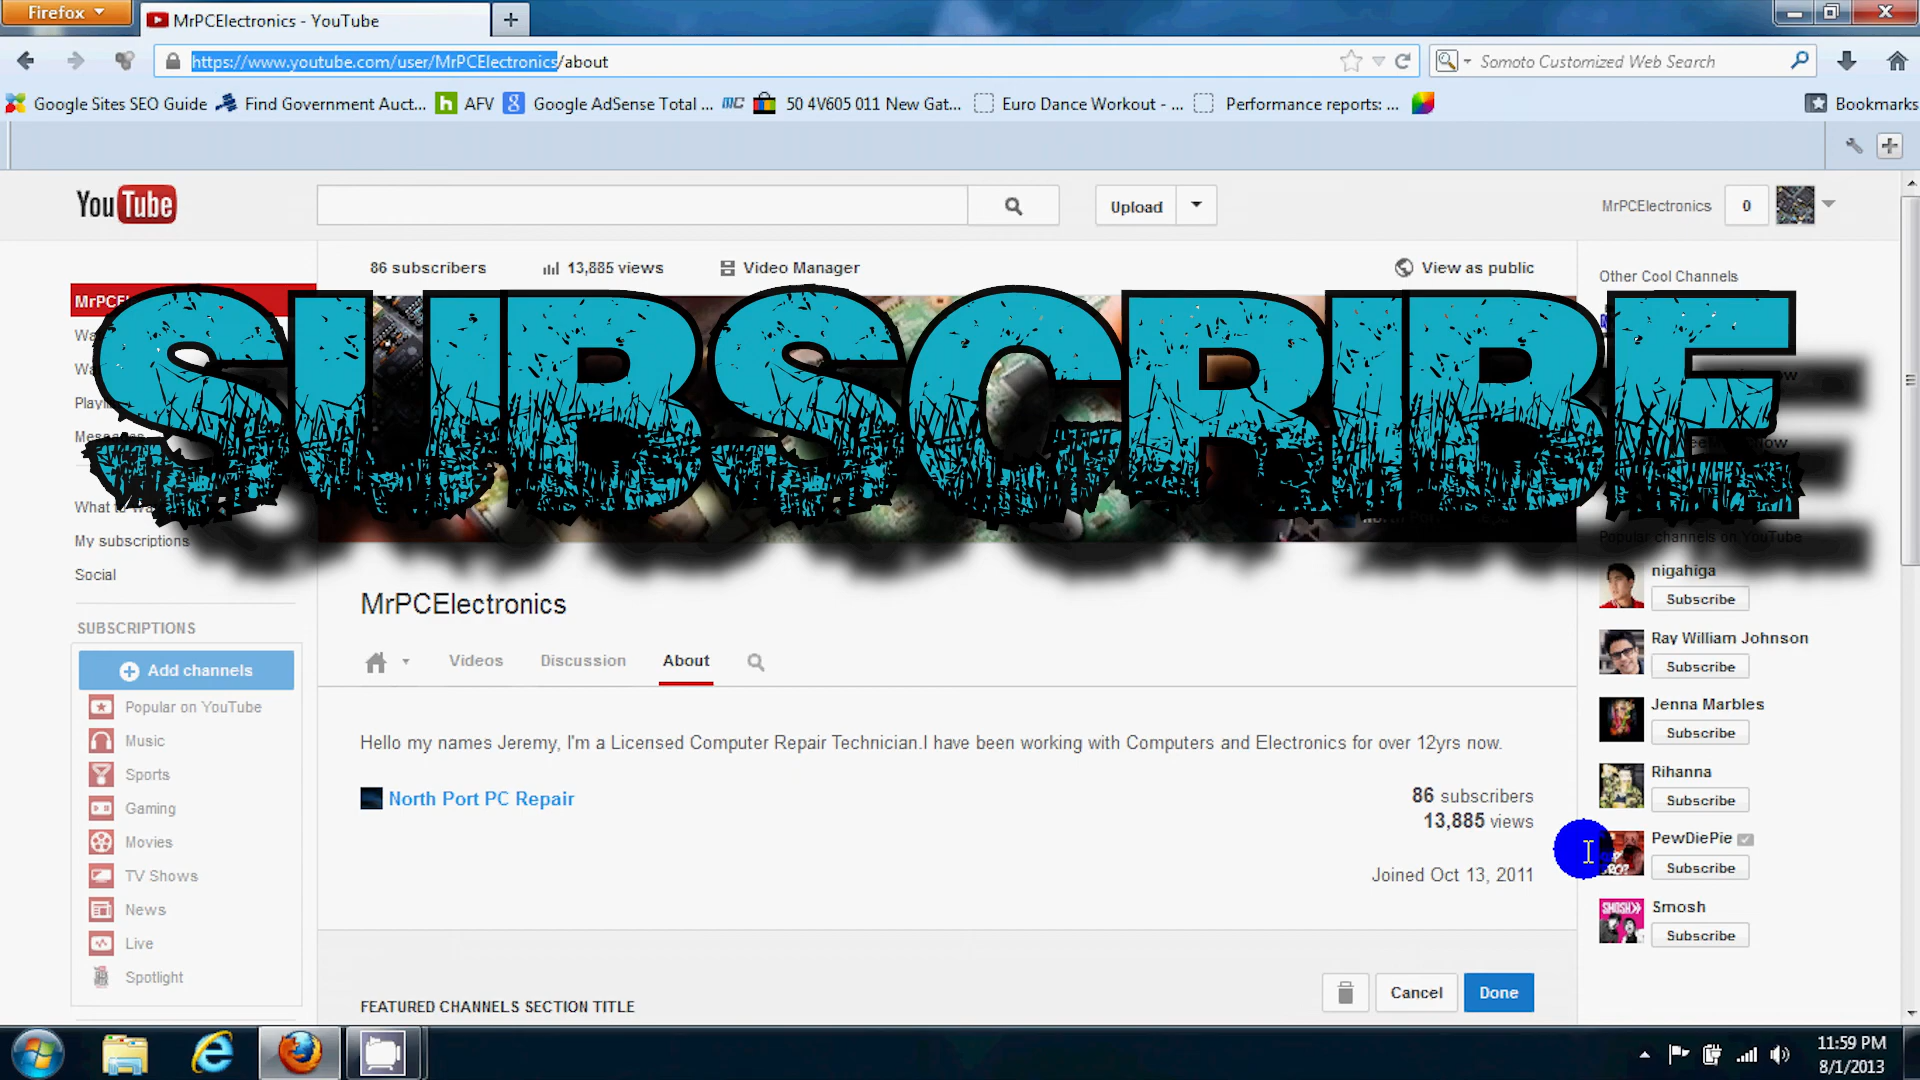 Firefox
MrPCElectronics - YouTube
https://www.youtube.com/user/MrPCElectronics/about
Somoto Customized Web Search
Google Sites SEO Guide
Find Government Auct...
AFV
Google AdSense Total ...
50 4V605 011 New Gat...
Euro Dance Workout - ...
Performance reports: ...
Bookmarks
YouTube
Upload
MrPCElectronics
0
86 subscribers
13,885 views
Video Manager
View as public
Other Cool Channels
SUBSCRIBE
My subscriptions
Social
SUBSCRIPTIONS
Add channels
Popular on YouTube
Music
Sports
Gaming
Movies
TV Shows
News
Live
Spotlight
MrPCElectronics
Videos
Discussion
About
Hello my names Jeremy, I'm a Licensed Computer Repair Technician.I have been working with Computers and Electronics for over 12yrs now.
North Port PC Repair
86 subscribers
13,885 views
Joined Oct 13, 2011
FEATURED CHANNELS SECTION TITLE
Cancel
Done
Popular channels on YouTube
nigahiga
Subscribe
Ray William Johnson
Subscribe
Jenna Marbles
Subscribe
Rihanna
Subscribe
PewDiePie
Subscribe
Smosh
Subscribe
11:59 PM
8/1/2013